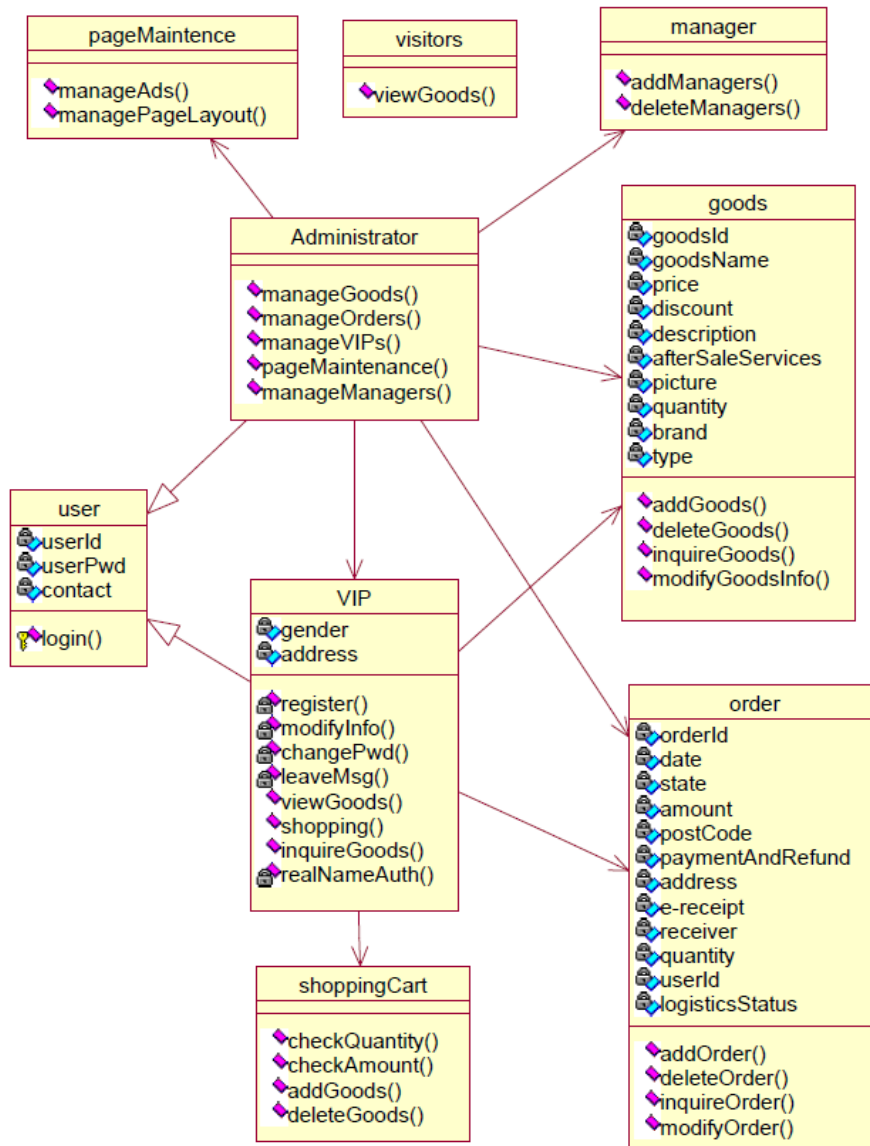 pageMaintence
manageAds()
managePageLayout()
visitors
viewGoods()
manager
addManagers()
deleteManagers()
Administrator
manageGoods()
manageOrders()
manageVIPs()
pageMaintenance()
manageManagers()
goods
goodsId
goodsName
price
discount
description
afterSaleServices
picture
quantity
brand
type
addGoods()
deleteGoods()
inquireGoods()
modifyGoodsInfo()
user
userId
userPwd
contact
login()
VIP
gender
address
register()
modifyInfo()
changePwd()
leaveMsg()
viewGoods()
shopping()
inquireGoods()
realNameAuth()
order
orderId
date
state
amount
postCode
paymentAndRefund
address
e-receipt
receiver
quantity
userId
logisticsStatus
addOrder()
deleteOrder()
inquireOrder()
modifyOrder()
shoppingCart
checkQuantity()
checkAmount()
addGoods()
deleteGoods()